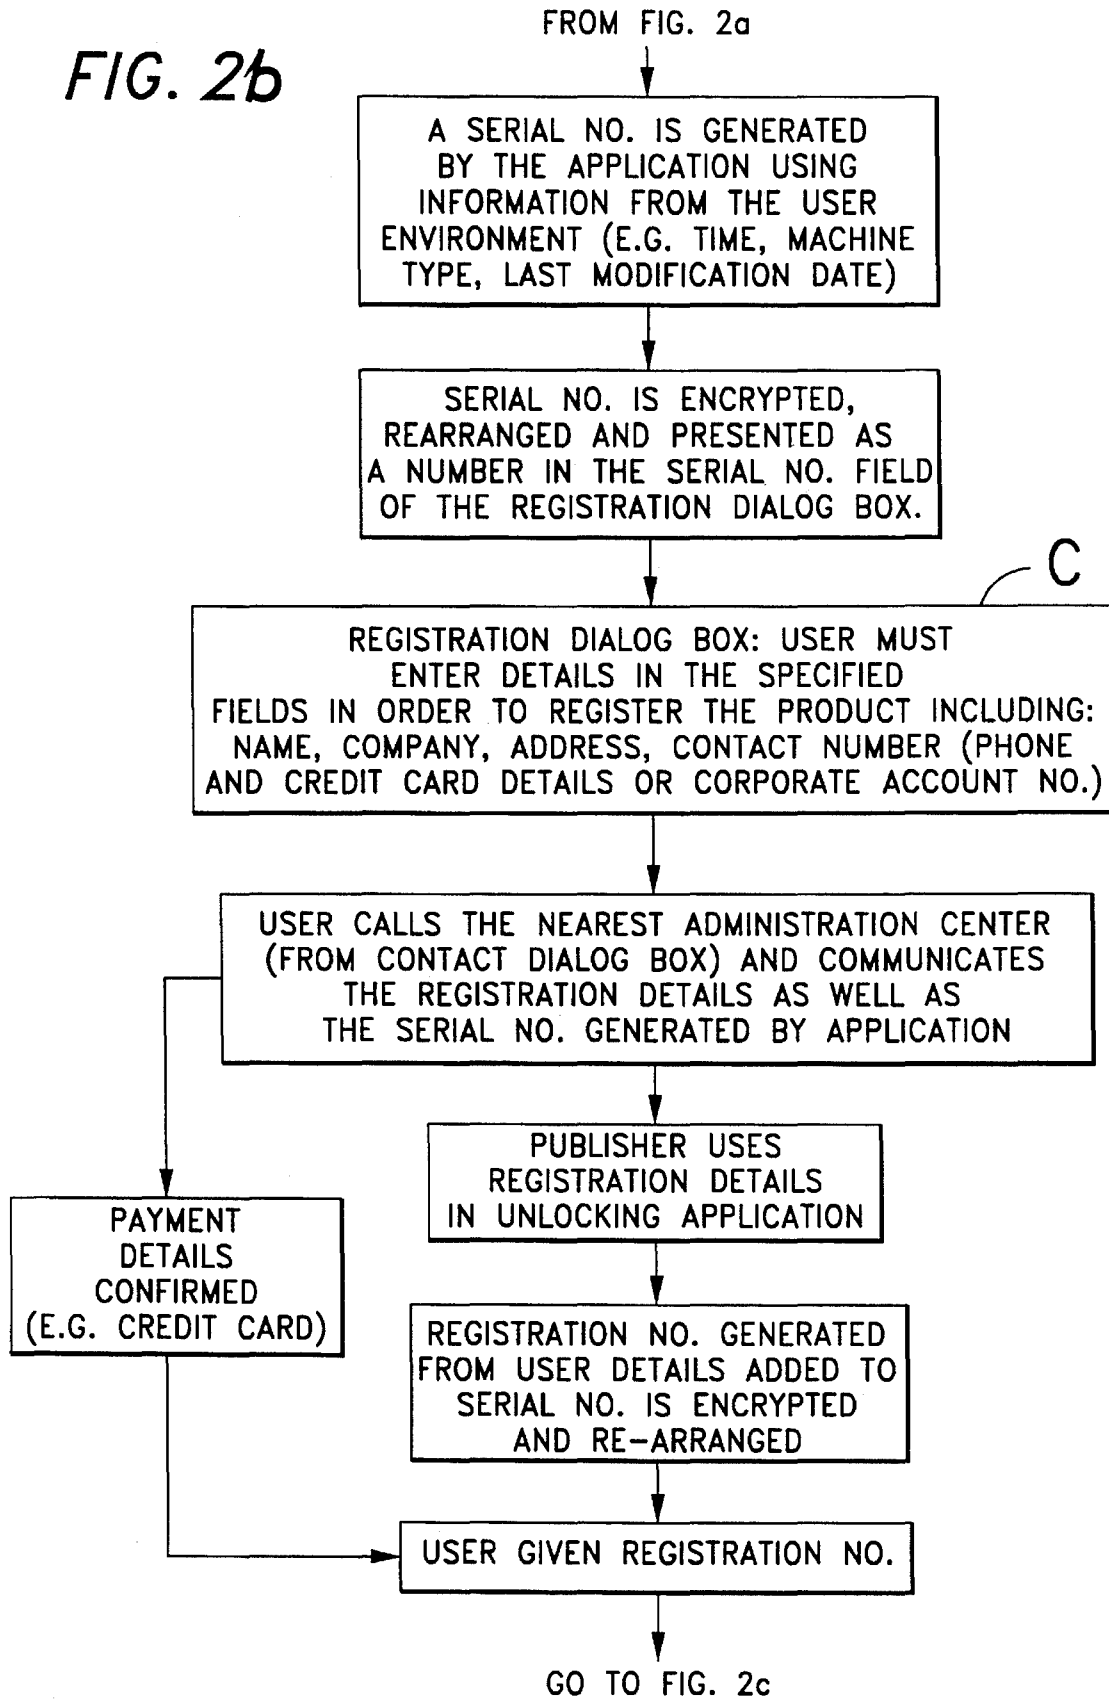 FROM FIG. 2a
FIG. 2b
A SERIAL NO. IS GENERATED
BY THE APPLICATION USING
INFORMATION FROM THE USER
ENVIRONMENT (E.G. TIME, MACHINE
TYPE, LAST MODIFICATION DATE)
SERIAL NO. IS ENCRYPTED,
REARRANGED AND PRESENTED AS
A NUMBER IN THE SERIAL NO. FIELD
OF THE REGISTRATION DIALOG BOX.
C
REGISTRATION DIALOG BOX: USER MUST
ENTER DETAILS IN THE SPECIFIED
FIELDS IN ORDER TO REGISTER THE PRODUCT INCLUDING:
NAME, COMPANY, ADDRESS, CONTACT NUMBER (PHONE
AND CREDIT CARD DETAILS OR CORPORATE ACCOUNT NO.)
USER CALLS THE NEAREST ADMINISTRATION CENTER
(FROM CONTACT DIALOG BOX) AND COMMUNICATES
THE REGISTRATION DETAILS AS WELL AS
THE SERIAL NO. GENERATED BY APPLICATION
PUBLISHER USES
REGISTRATION DETAILS
IN UNLOCKING APPLICATION
PAYMENT
DETAILS
CONFIRMED
(E.G. CREDIT CARD)
REGISTRATION NO. GENERATED
FROM USER DETAILS ADDED TO
SERIAL NO. IS ENCRYPTED
AND RE-ARRANGED
USER GIVEN REGISTRATION NO.
GO TO FIG. 2c